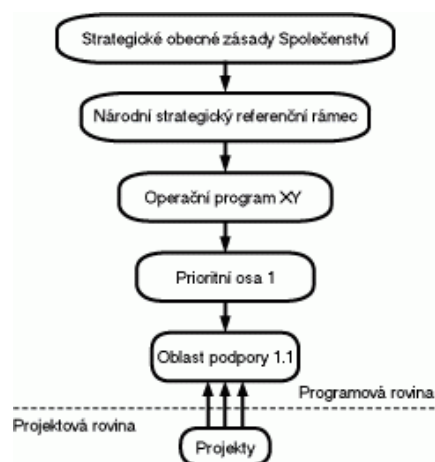 Strategické obecné zásady Společenství
Národní strategický referenční rámec
Operační program XY
Prioritní osa 1
Oblast podpory 1.1
Programová rovina
Projektová rovina
Projekty